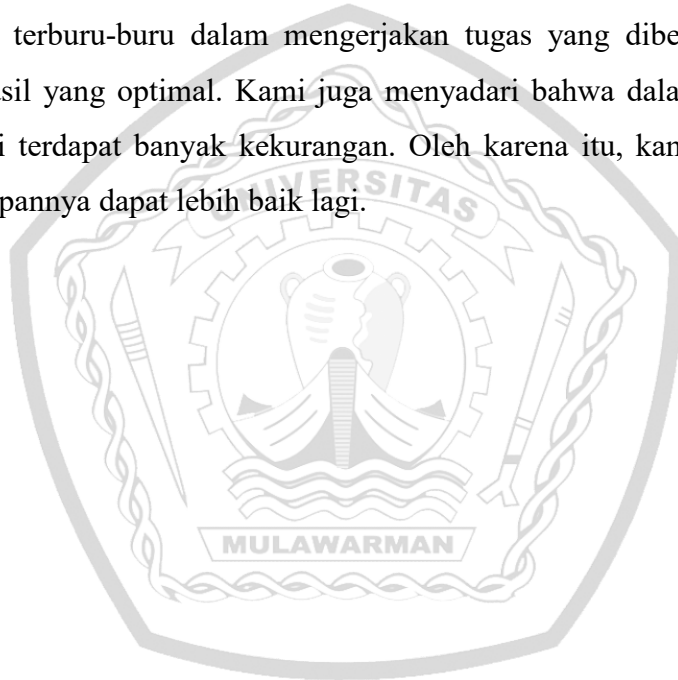 terburu-buru dalam mengerjakan tugas yang dibe
sil yang optimal. Kami juga menyadari bahwa dala
i terdapat banyak kekurangan. Oleh karena itu, kan
pannya dapat lebih baik lagi.
UNIVERSITAS
MULAWARMAN